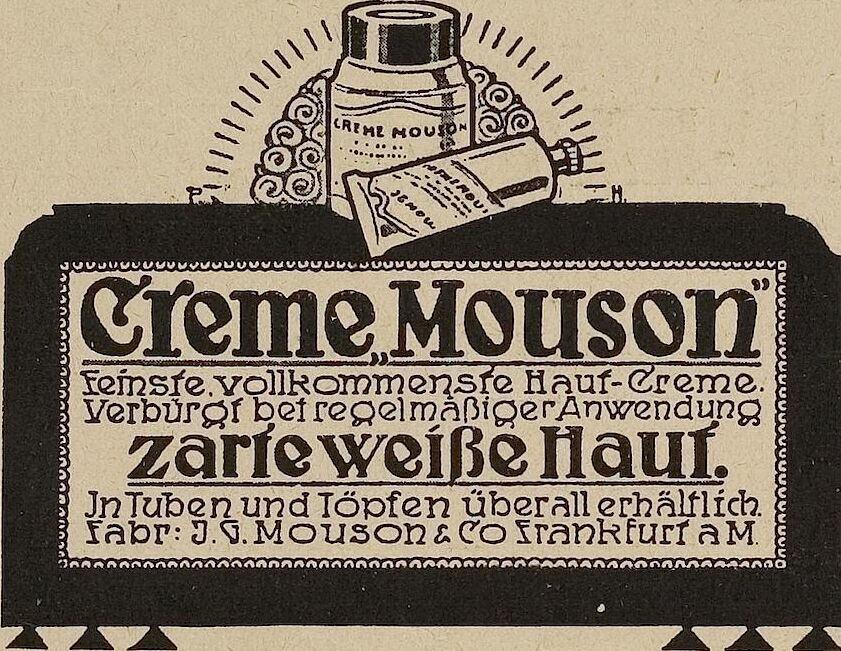 CREME MOUSON
Creme „Mouson”
feinste, vollkommenste Haut-Creme.
Verbürgt bei regelmäßiger Anwendung
zarte weiße Haut.
In Tuben und Töpfen überall erhältlich.
Fabr: J. G. Mouson & Co Frankfurt a M.